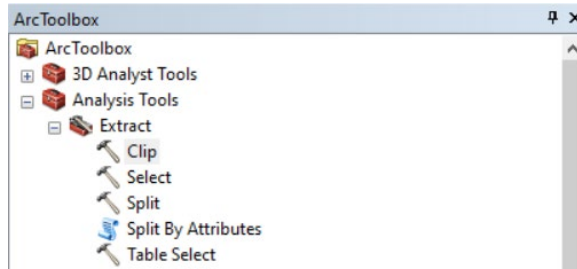 ArcToolbox
ArcToolbox
3D Analyst Tools
Analysis Tools
Extract
Clip
Select
Split
Split By Attributes
Table Select